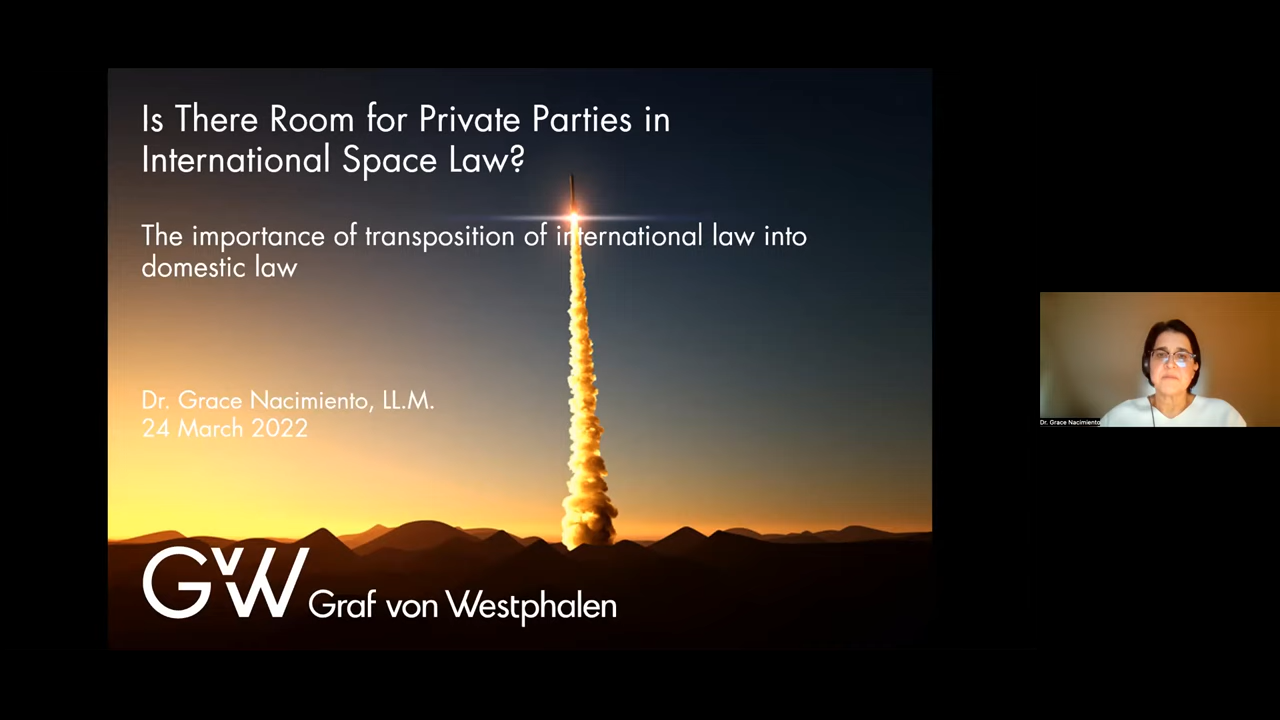 Is There Room for Private Parties in
International Space Law?
The importance of transposition of international law into
domestic law
Dr. Grace Nacimiento, LL.M.
24 March 2022
GvW Graf von Westphalen
Dr. Grace Nacimiento